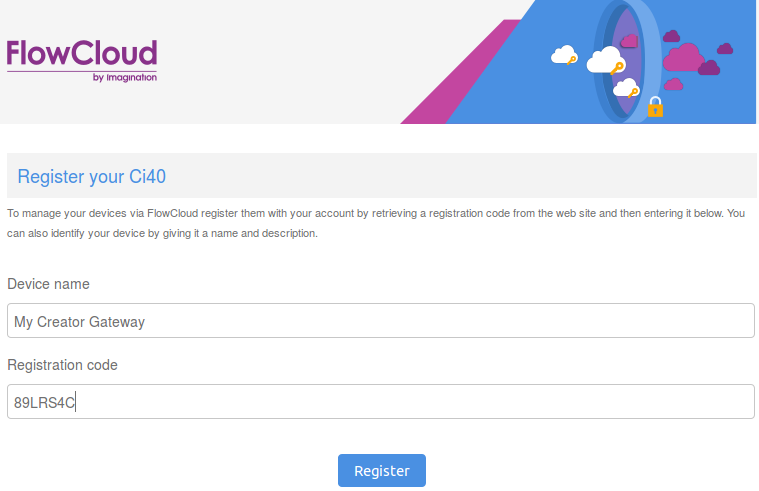 FlowCloud
by Imagination
Register your Ci40
To manage your devices via FlowCloud register them with your account by retrieving a registration code from the web site and then entering it below. You
can also identify your device by giving it a name and description.
Device name
My Creator Gateway
Registration code
89LRS4C
Register